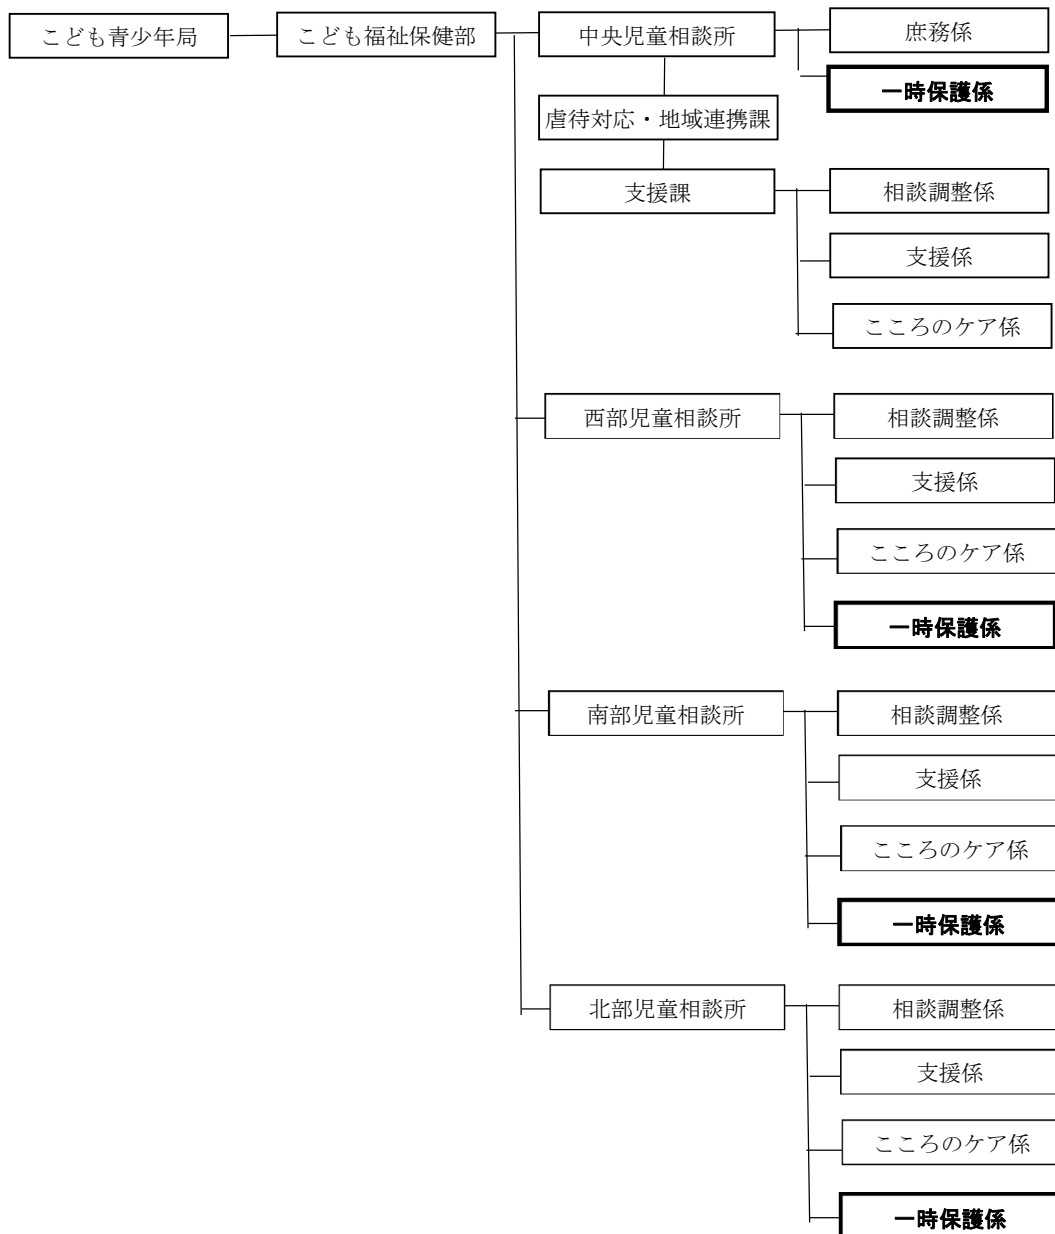 こども青少年局
こども福祉保健部
中央児童相談所
庶務係
一時保護係
虐待対応・地域連携課
支援課
相談調整係
支援係
こころのケア係
西部児童相談所
相談調整係
支援係
こころのケア係
一時保護係
南部児童相談所
相談調整係
支援係
こころのケア係
一時保護係
北部児童相談所
相談調整係
支援係
こころのケア係
一時保護係